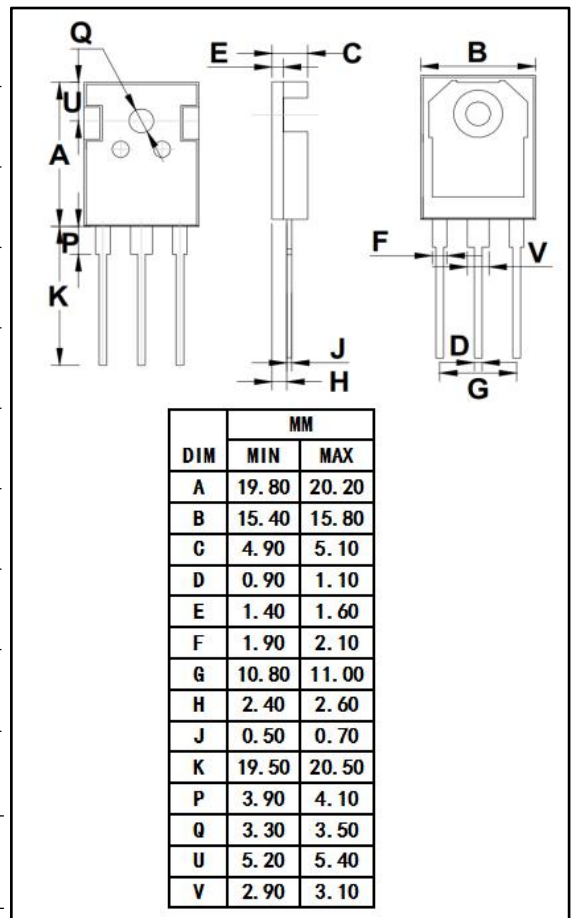 Q
E C B
U
A
P
F V
K
D
J
H G
MM
DIM MIN MAX
A 19.80 20.20
B 15.40 15.80
C 4.90 5.10
D 0.90 1.10
E 1.40 1.60
F 1.90 2.10
G 10.80 11.00
H 2.40 2.60
J 0.50 0.70
K 19.50 20.50
P 3.90 4.10
Q 3.30 3.50
U 5.20 5.40
V 2.90 3.10